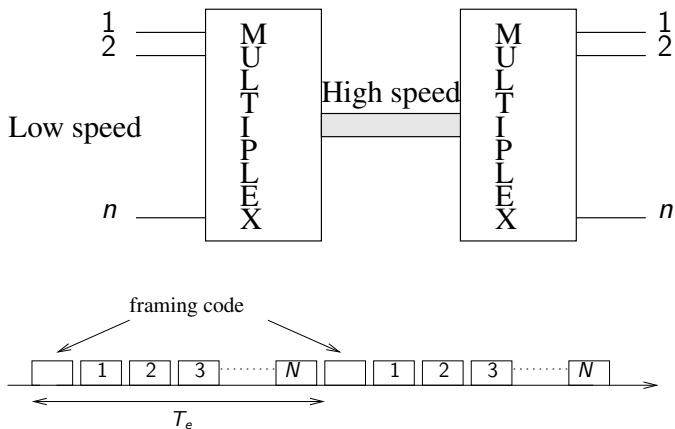 1
2
Low speed
n
MULTIPLEX
High speed
MULTIPLEX
1
2
n
framing code
1 2 3 N 1 2 3 N
T_e